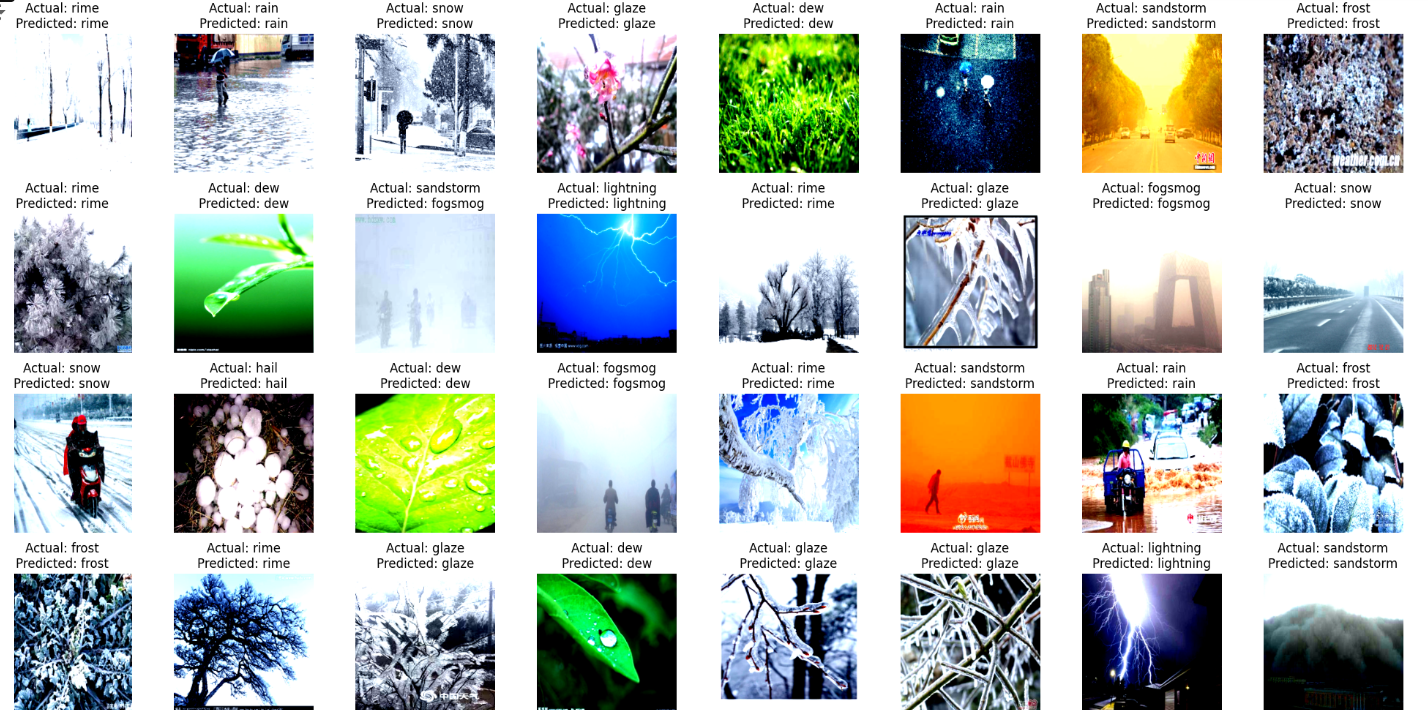 Actual: rime
Predicted: rime
Actual: rain
Predicted: rain
Actual: snow
Predicted: snow
Actual: glaze
Predicted: glaze
Actual: dew
Predicted: dew
Actual: rain
Predicted: rain
Actual: sandstorm
Predicted: sandstorm
Actual: frost
Predicted: frost
weather.com.cn
Actual: rime
Predicted: rime
Actual: dew
Predicted: dew
Actual: sandstorm
Predicted: fogsmog
Actual: lightning
Predicted: lightning
Actual: rime
Predicted: rime
Actual: glaze
Predicted: glaze
Actual: fogsmog
Predicted: fogsmog
Actual: snow
Predicted: snow
Actual: snow
Predicted: snow
Actual: hail
Predicted: hail
Actual: dew
Predicted: dew
Actual: fogsmog
Predicted: fogsmog
Actual: rime
Predicted: rime
Actual: sandstorm
Predicted: sandstorm
Actual: rain
Predicted: rain
Actual: frost
Predicted: frost
Actual: frost
Predicted: frost
Actual: rime
Predicted: rime
Actual: glaze
Predicted: glaze
中国天气
Actual: dew
Predicted: dew
Actual: glaze
Predicted: glaze
Actual: glaze
Predicted: glaze
Actual: lightning
Predicted: lightning
Actual: sandstorm
Predicted: sandstorm